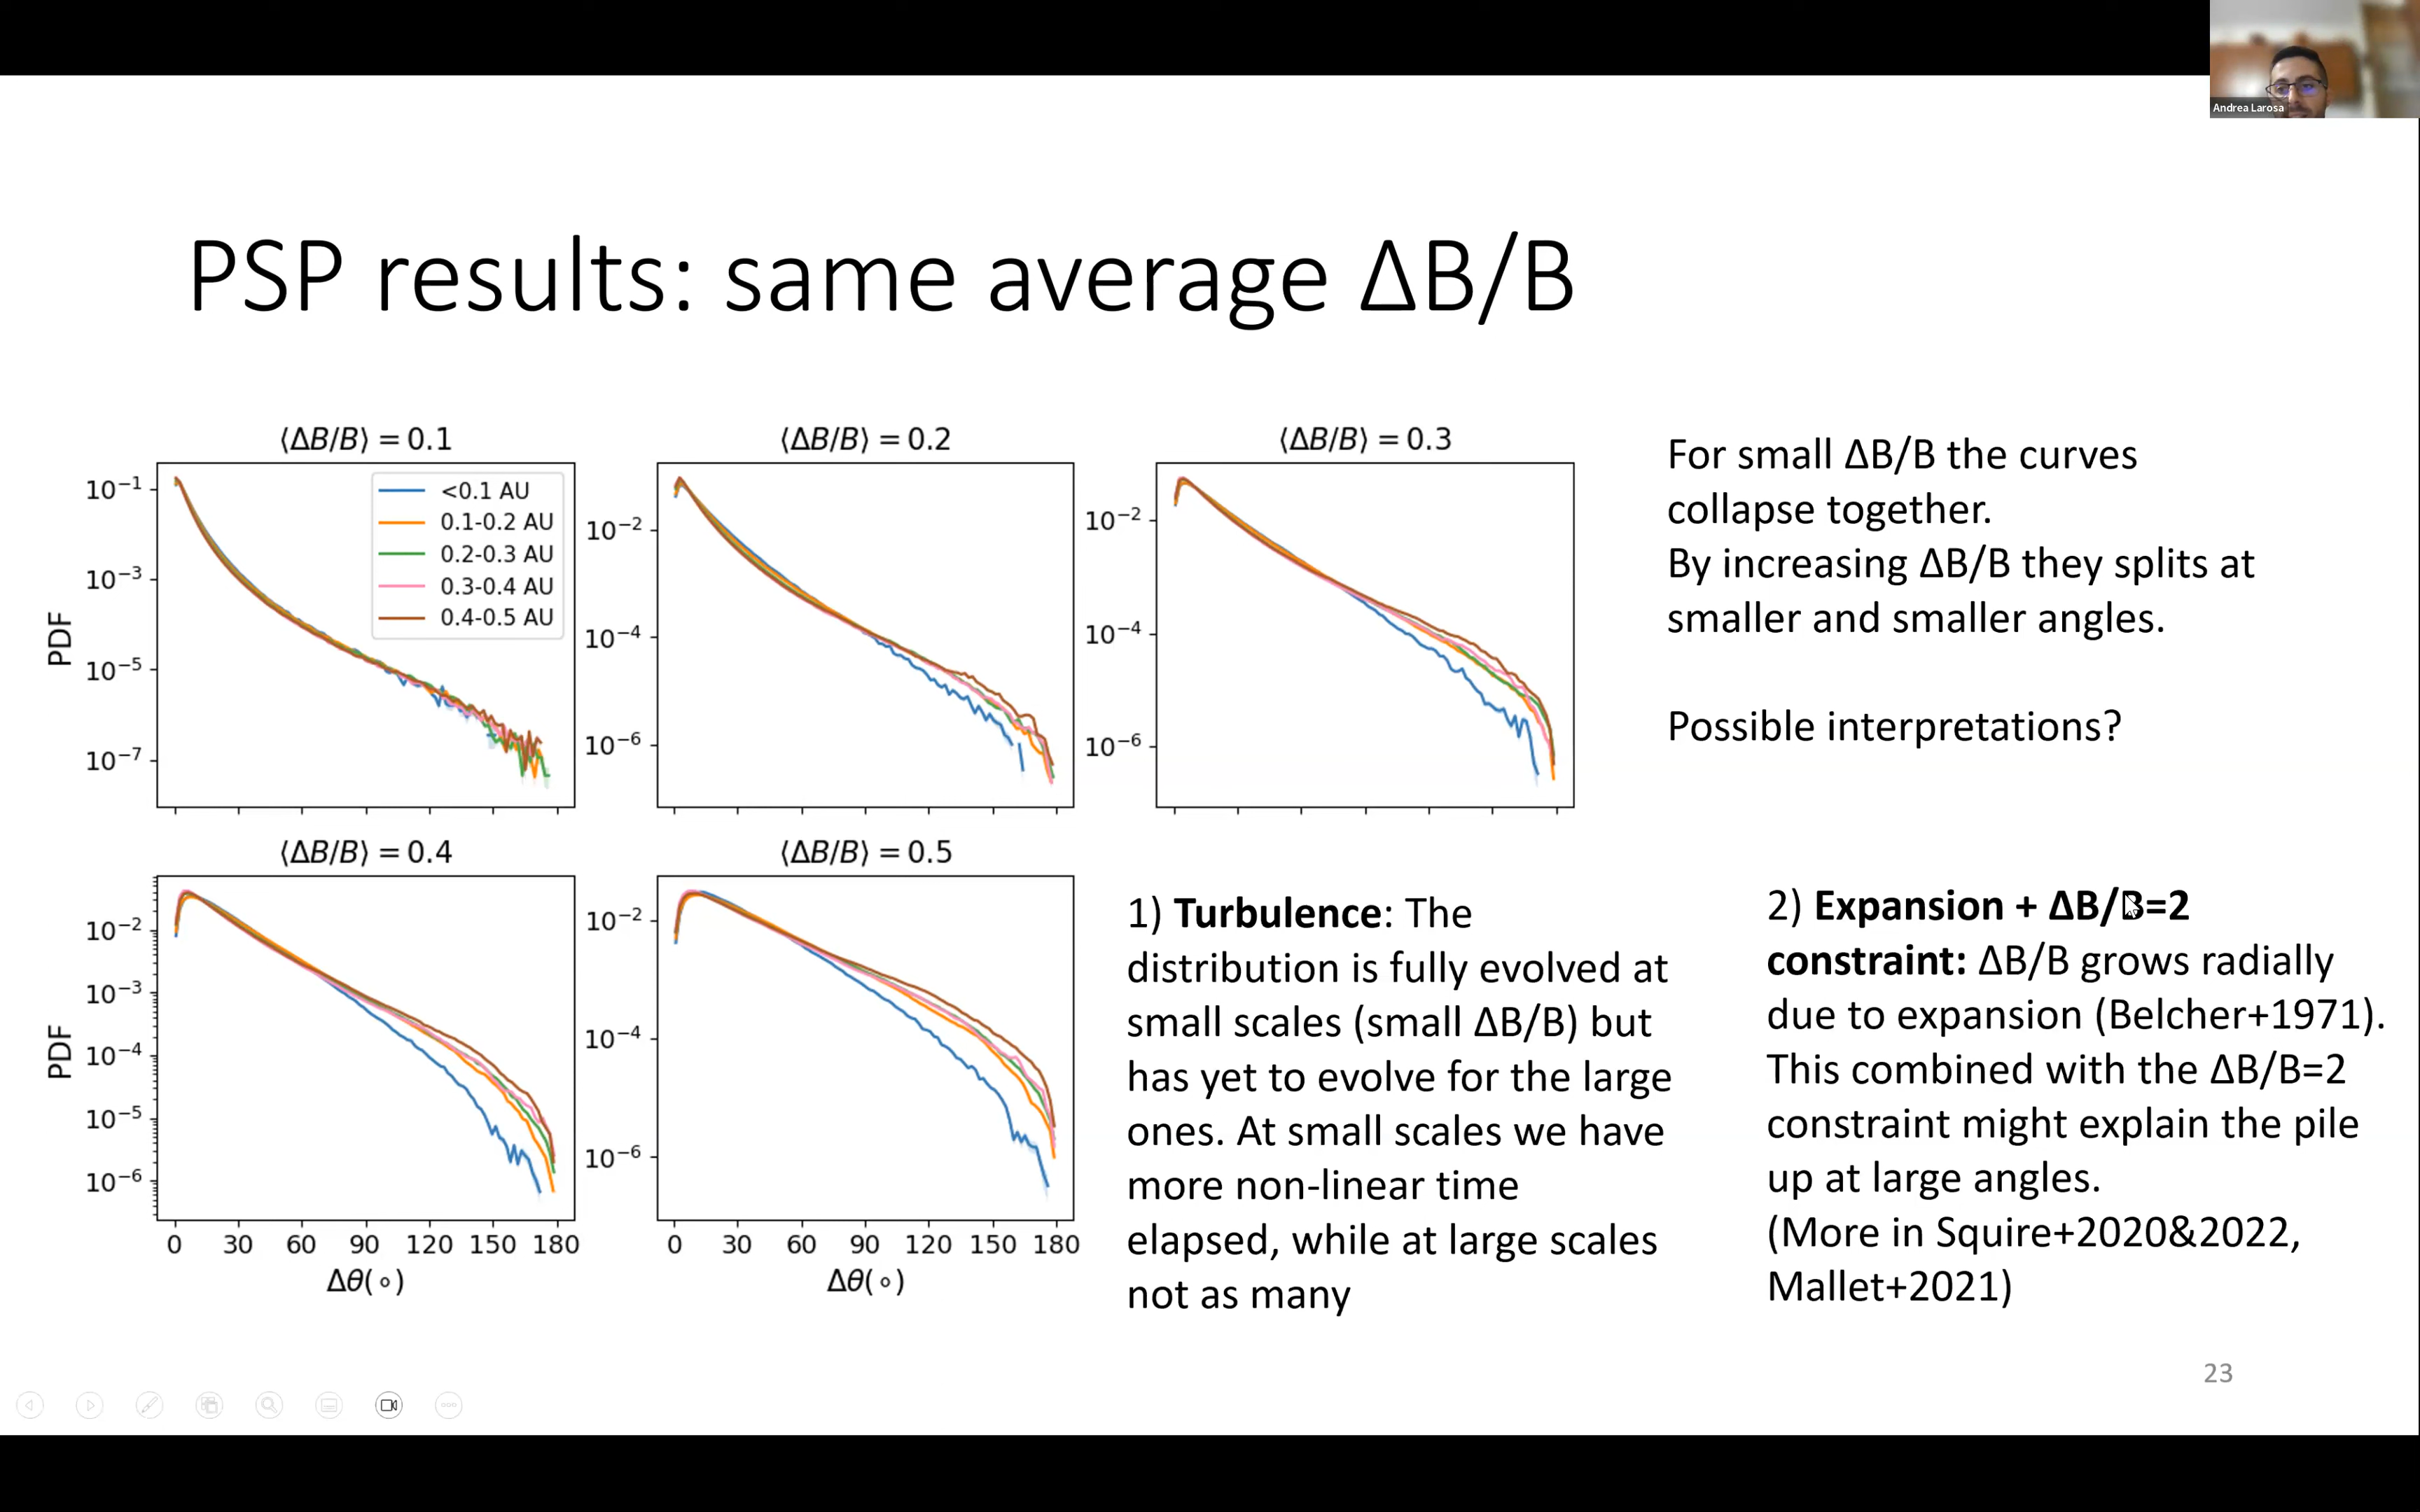 Andrea Larosa
PSP results: same average ΔB/B
⟨ΔB/B⟩ = 0.1
10⁻¹
10⁻³
10⁻⁵
10⁻⁷
PDF
<0.1 AU
0.1-0.2 AU
0.2-0.3 AU
0.3-0.4 AU
0.4-0.5 AU
⟨ΔB/B⟩ = 0.2
10⁻²
10⁻⁴
10⁻⁶
⟨ΔB/B⟩ = 0.3
10⁻²
10⁻⁴
10⁻⁶
For small ΔB/B the curves
collapse together.
By increasing ΔB/B they splits at
smaller and smaller angles.
Possible interpretations?
⟨ΔB/B⟩ = 0.4
10⁻²
10⁻³
10⁻⁴
10⁻⁵
10⁻⁶
PDF
0 30 60 90 120 150 180
Δθ(∘)
⟨ΔB/B⟩ = 0.5
10⁻²
10⁻⁴
10⁻⁶
0 30 60 90 120 150 180
Δθ(∘)
1) Turbulence: The
distribution is fully evolved at
small scales (small ΔB/B) but
has yet to evolve for the large
ones. At small scales we have
more non-linear time
elapsed, while at large scales
not as many
2) Expansion + ΔB/B=2
constraint: ΔB/B grows radially
due to expansion (Belcher+1971).
This combined with the ΔB/B=2
constraint might explain the pile
up at large angles.
(More in Squire+2020&2022,
Mallet+2021)
23